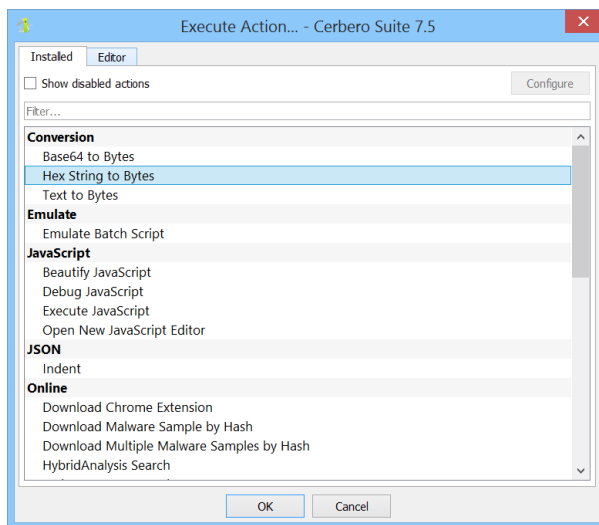 Execute Action... - Cerbero Suite 7.5
Installed Editor
Show disabled actions Configure
Filter...
Conversion
Base64 to Bytes
Hex String to Bytes
Text to Bytes
Emulate
Emulate Batch Script
JavaScript
Beautify JavaScript
Debug JavaScript
Execute JavaScript
Open New JavaScript Editor
JSON
Indent
Online
Download Chrome Extension
Download Malware Sample by Hash
Download Multiple Malware Samples by Hash
HybridAnalysis Search
OK Cancel